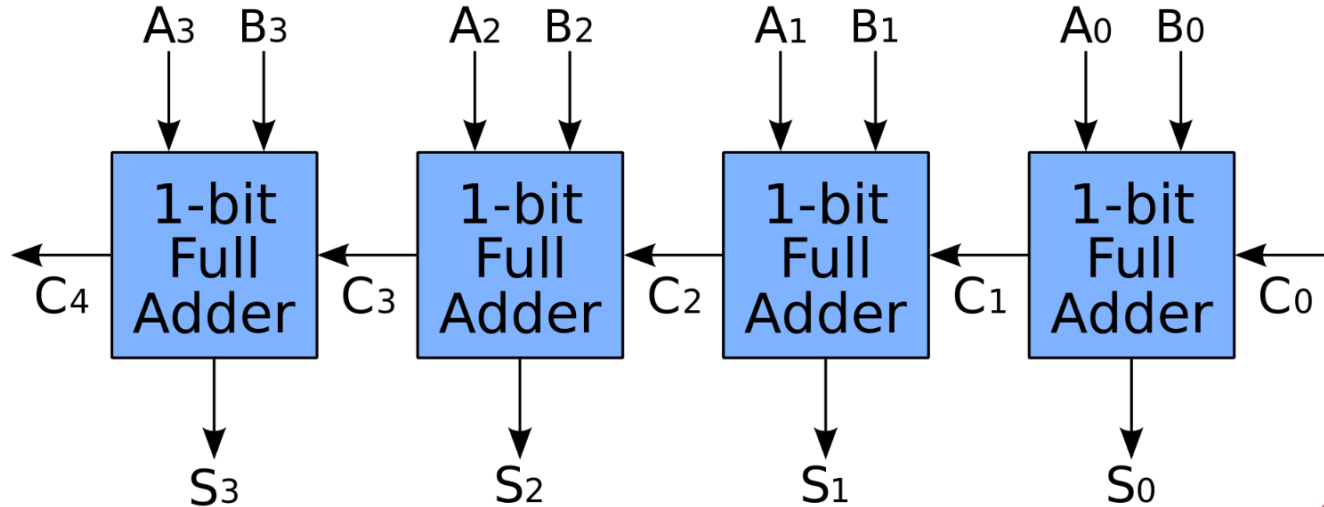 A3 B3 A2 B2 A1 B1 A0 B0
1-bit Full Adder
1-bit Full Adder
1-bit Full Adder
1-bit Full Adder
C4 C3 C2 C1 C0
S3 S2 S1 S0